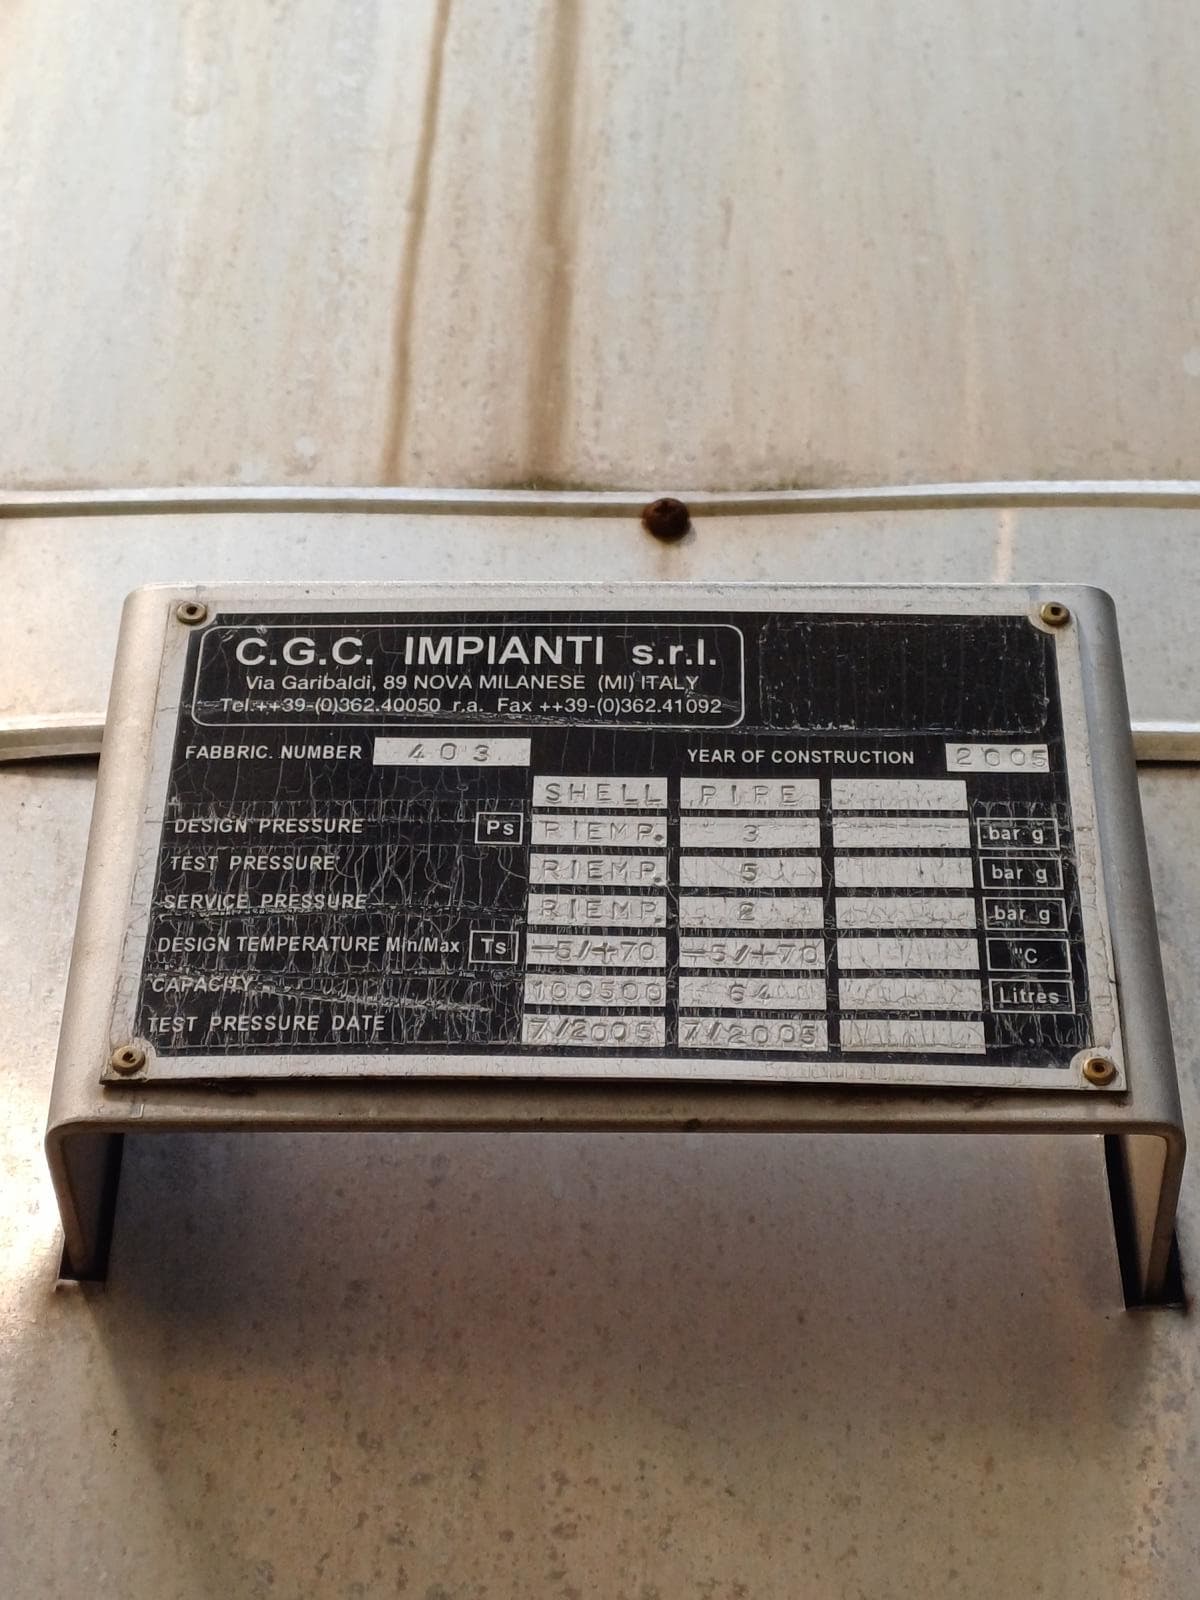 C.G.C. IMPIANTI s.r.l.
Via Garibaldi, 89 NOVA MILANESE (MI) ITALY
Tel.++39-(0)362.40050 r.a. Fax ++39-(0)362.41092
FABBRIC. NUMBER 403 YEAR OF CONSTRUCTION 2005
SHELL PIPE
DESIGN PRESSURE Ps RIEMP. 3 bar g
TEST PRESSURE RIEMP. 5 bar g
SERVICE PRESSURE RIEMP. 2 bar g
DESIGN TEMPERATURE Min/Max Ts -5/+70 -5/+70 °C
CAPACITY 100500 64 Litres
TEST PRESSURE DATE 7/2005 7/2005